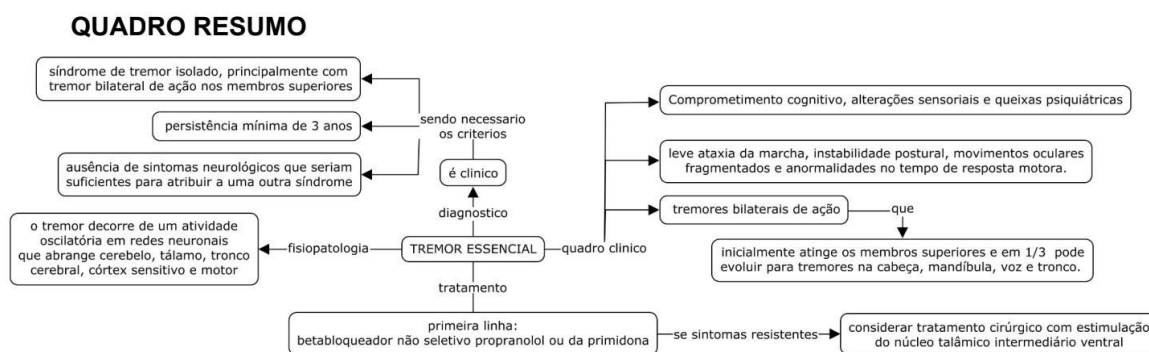 QUADRO RESUMO
síndrome de tremor isolado, principalmente com
tremor bilateral de ação nos membros superiores
persistência mínima de 3 anos
ausência de sintomas neurológicos que seriam
suficientes para atribuir a uma outra síndrome
sendo necessario
os criterios
é clinico
diagnostico
o tremor decorre de um atividade
oscilatória em redes neuronais
que abrange cerebelo, tálamo, tronco
cerebral, córtex sensitivo e motor
fisiopatologia
TREMOR ESSENCIAL
quadro clinico
Comprometimento cognitivo, alterações sensoriais e queixas psiquiátricas
leve ataxia da marcha, instabilidade postural, movimentos oculares
fragmentados e anormalidades no tempo de resposta motora.
tremores bilaterais de ação
que
inicialmente atinge os membros superiores e em 1/3 pode
evoluir para tremores na cabeça, mandíbula, voz e tronco.
tratamento
primeira linha:
betabloqueador não seletivo propranolol ou da primidona
se sintomas resistentes
considerar tratamento cirúrgico com estimulação
do núcleo talâmico intermediário ventral